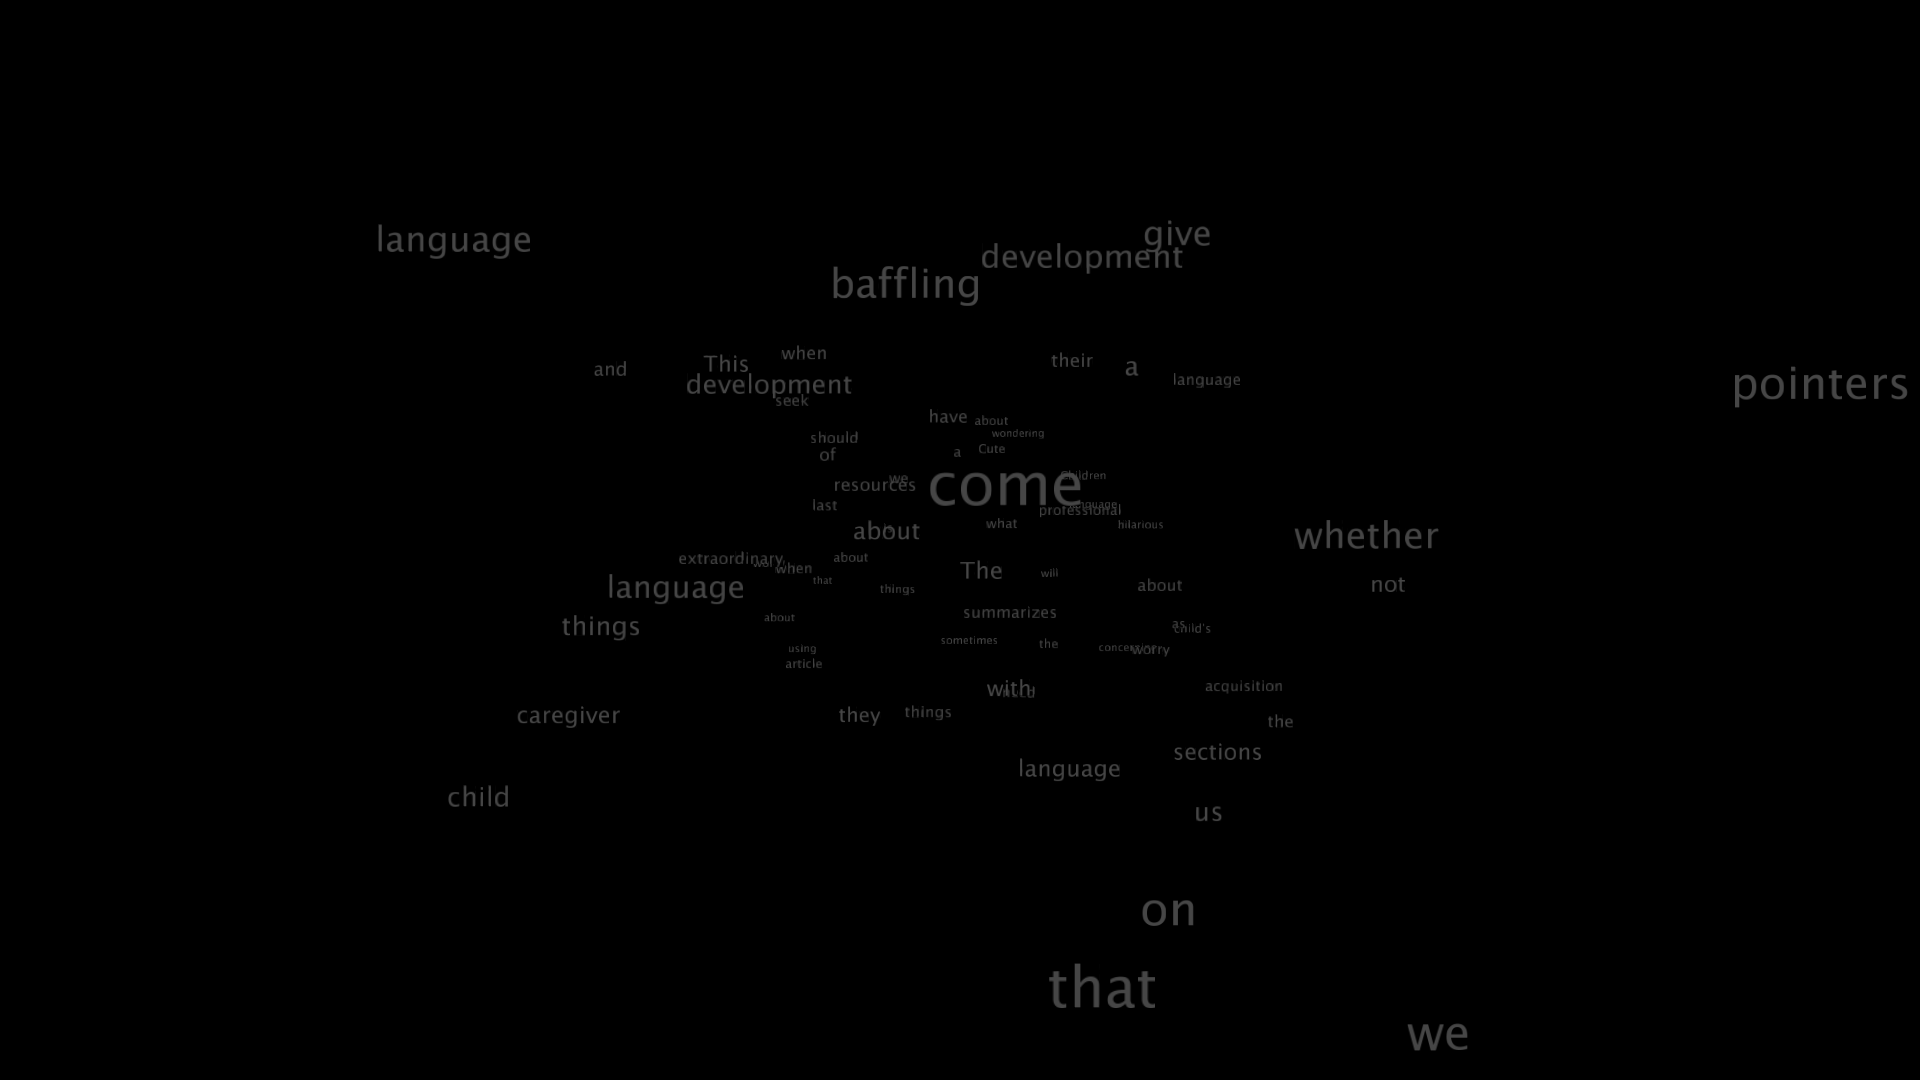 give
language
development
baffling
when
This
their
a
and
language
development
pointers
seek
have
about
wondering
should
a
Cute
of
we
Children
resources
come
last
language
professional
what
hilarious
about
whether
extraordinary
about
when
The
will
that
not
language
things
about
summarizes
about
things
as
child's
sometimes
the
using
worry
article
with
acquisition
caregiver
they
things
the
sections
language
child
us
on
that
we